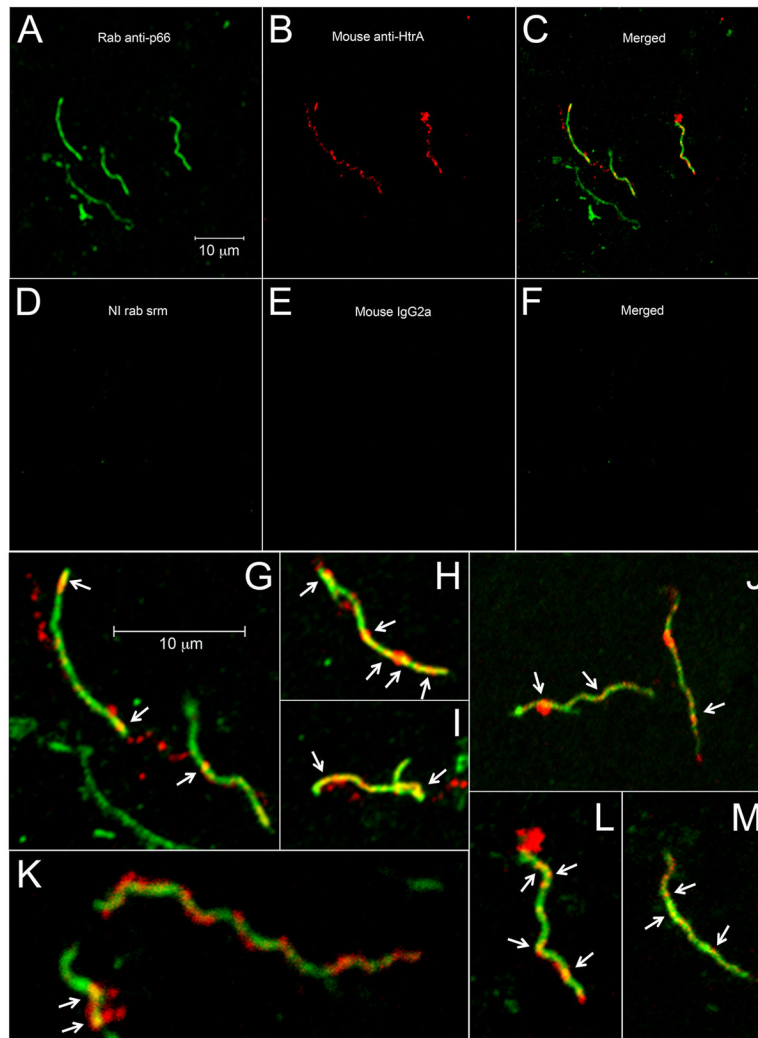 A
Rab anti-p66
B
Mouse anti-HtrA
C
Merged
10 μm
D
NI rab srm
E
Mouse IgG2a
F
Merged
G
10 μm
H
I
J
K
L
M